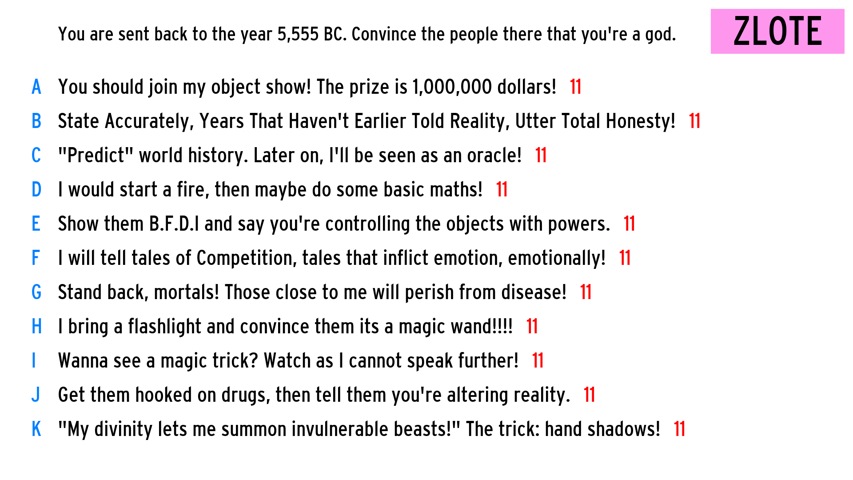 You are sent back to the year 5,555 BC. Convince the people there that you're a god.
ZLOTE
A You should join my object show! The prize is 1,000,000 dollars! 11
B State Accurately, Years That Haven't Earlier Told Reality, Utter Total Honesty! 11
C "Predict" world history. Later on, I'll be seen as an oracle! 11
D I would start a fire, then maybe do some basic maths! 11
E Show them B.F.D.I and say you're controlling the objects with powers. 11
F I will tell tales of Competition, tales that inflict emotion, emotionally! 11
G Stand back, mortals! Those close to me will perish from disease! 11
H I bring a flashlight and convince them its a magic wand!!!! 11
I Wanna see a magic trick? Watch as I cannot speak further! 11
J Get them hooked on drugs, then tell them you're altering reality. 11
K "My divinity lets me summon invulnerable beasts!" The trick: hand shadows! 11